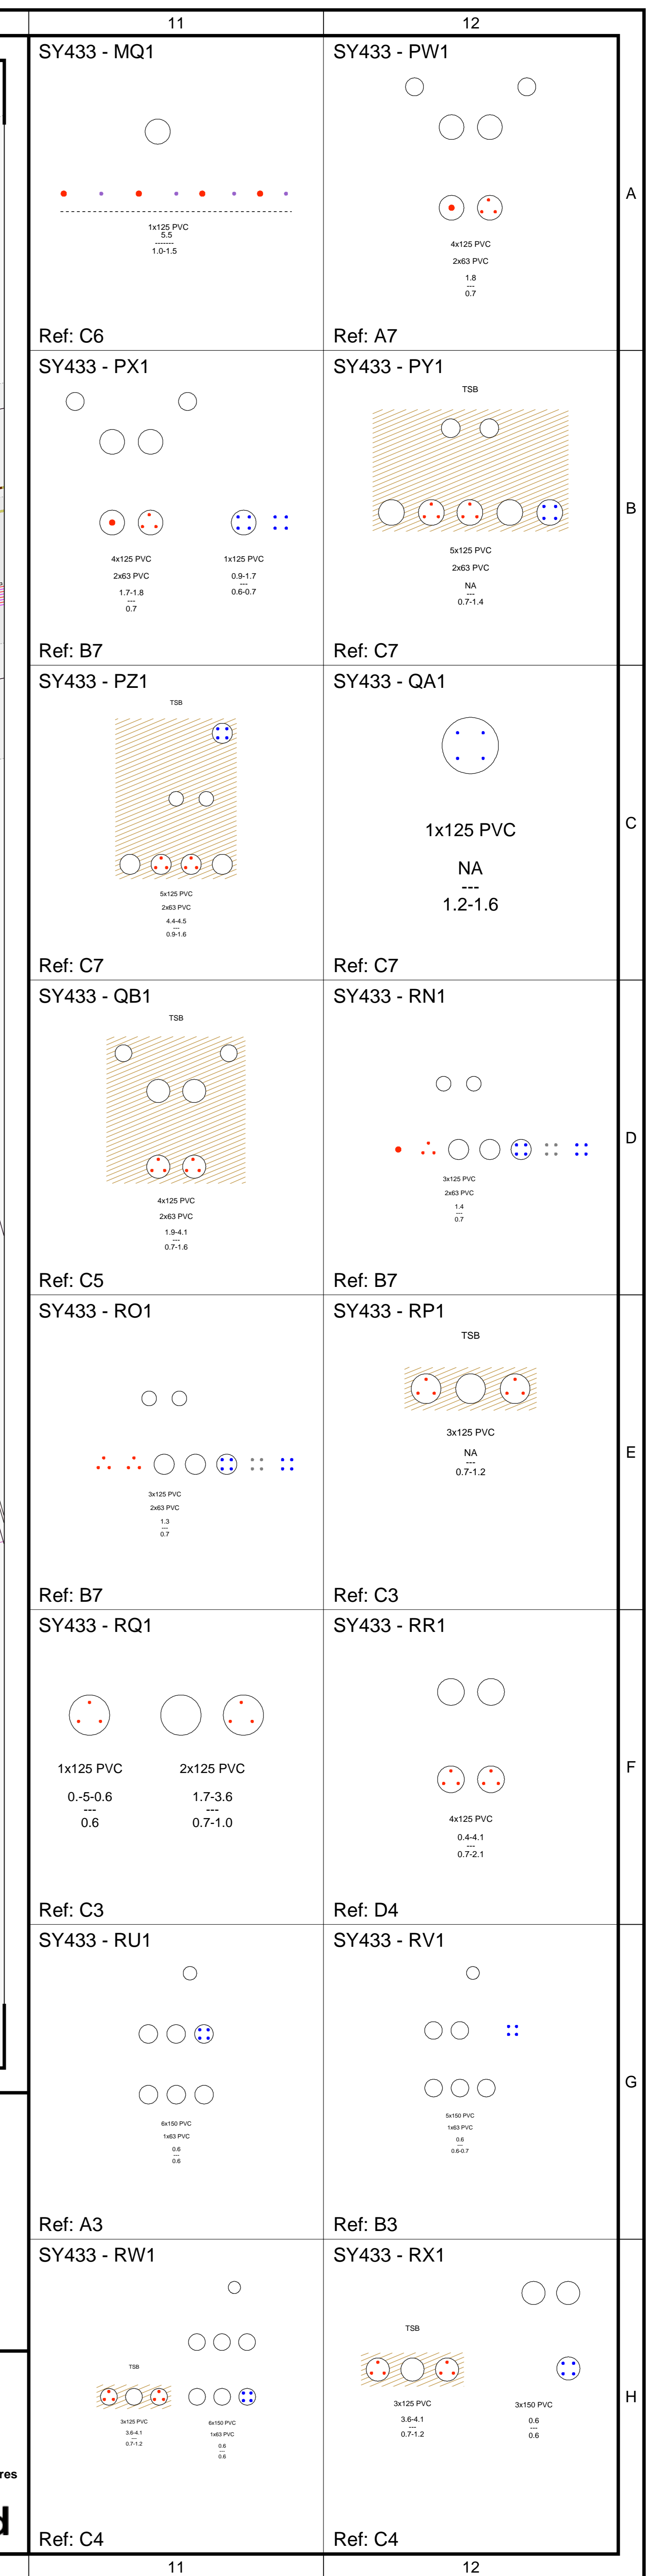 11
12
SY433 - MQ1
1x125 PVC
5.5
-------
1.0-1.5
Ref: C6
SY433 - PW1
4x125 PVC
2x63 PVC
1.8
---
0.7
Ref: A7
A
SY433 - PX1
4x125 PVC
2x63 PVC
1.7-1.8
---
0.7
1x125 PVC
0.9-1.7
---
0.6-0.7
Ref: B7
SY433 - PY1
TSB
5x125 PVC
2x63 PVC
NA
---
0.7-1.4
Ref: C7
B
SY433 - PZ1
TSB
5x125 PVC
2x63 PVC
4.4-4.5
---
0.9-1.6
Ref: C7
SY433 - QA1
1x125 PVC
NA
---
1.2-1.6
Ref: C7
C
SY433 - QB1
TSB
4x125 PVC
2x63 PVC
1.9-4.1
---
0.7-1.6
Ref: C5
SY433 - RN1
3x125 PVC
2x63 PVC
1.4
---
0.7
Ref: B7
D
SY433 - RO1
3x125 PVC
2x63 PVC
1.3
---
0.7
Ref: B7
SY433 - RP1
TSB
3x125 PVC
NA
---
0.7-1.2
Ref: C3
E
SY433 - RQ1
1x125 PVC
0.-5-0.6
---
0.6
2x125 PVC
1.7-3.6
---
0.7-1.0
Ref: C3
SY433 - RR1
4x125 PVC
0.4-4.1
---
0.7-2.1
Ref: D4
F
SY433 - RU1
6x150 PVC
1x63 PVC
0.6
---
0.6
Ref: A3
SY433 - RV1
5x150 PVC
1x63 PVC
0.6
---
0.6-0.7
Ref: B3
G
SY433 - RW1
TSB
3x125 PVC
3.6-4.1
---
0.7-1.2
6x150 PVC
1x63 PVC
0.6
---
0.6
Ref: C4
SY433 - RX1
TSB
3x125 PVC
3.6-4.1
---
0.7-1.2
3x150 PVC
0.6
---
0.6
Ref: C4
H
res
11
12